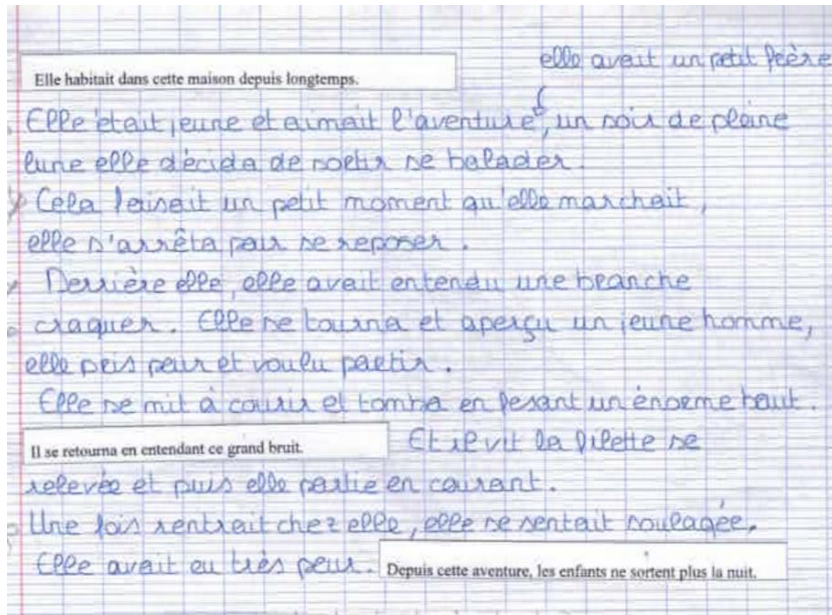 elle avait un petit frère
Elle habitait dans cette maison depuis longtemps.
Elle était jeune et aimait l'aventure, un soir de pleine
lune elle décida de sortir se balader.
Cela faisait un petit moment qu'elle marchait,
elle s'arrêta pour se reposer.
Derrière elle, elle avait entendu une branche
craquer. Elle se tourna et aperçu un jeune homme,
elle pris peur et voulu partir.
Elle se mit à courir et tomba en fesant un énorme bruit.
Il se retourna en entendant ce grand bruit. Et il vit la filette se
relevée et puis elle partie en courant.
Une fois rentrait chez elle, elle se sentait soulagée.
Elle avait eu très peur. Depuis cette aventure, les enfants ne sortent plus la nuit.